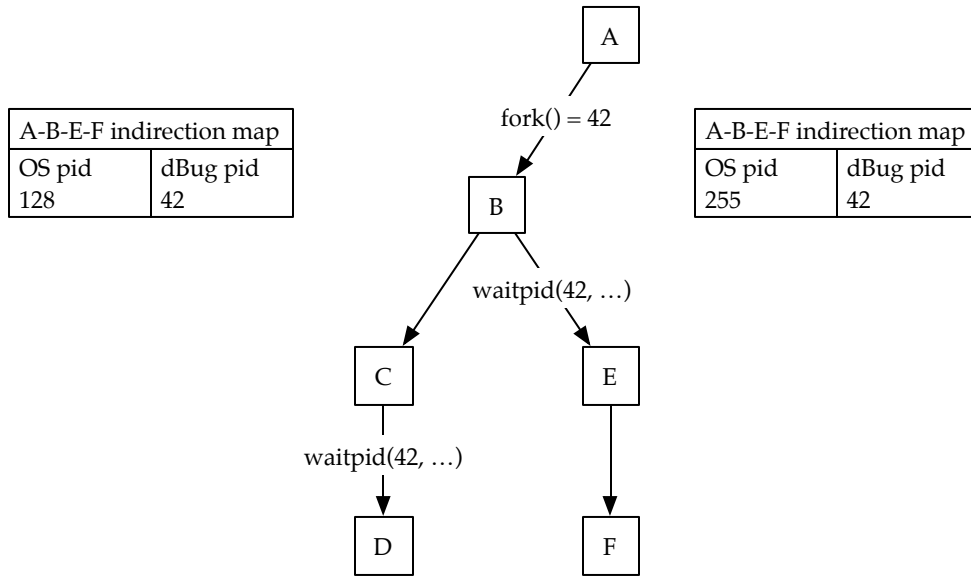 A
fork() = 42
A-B-E-F indirection map
OS pid
128
dBug pid
42
A-B-E-F indirection map
OS pid
255
dBug pid
42
B
waitpid(42, …)
C
E
waitpid(42, …)
D
F